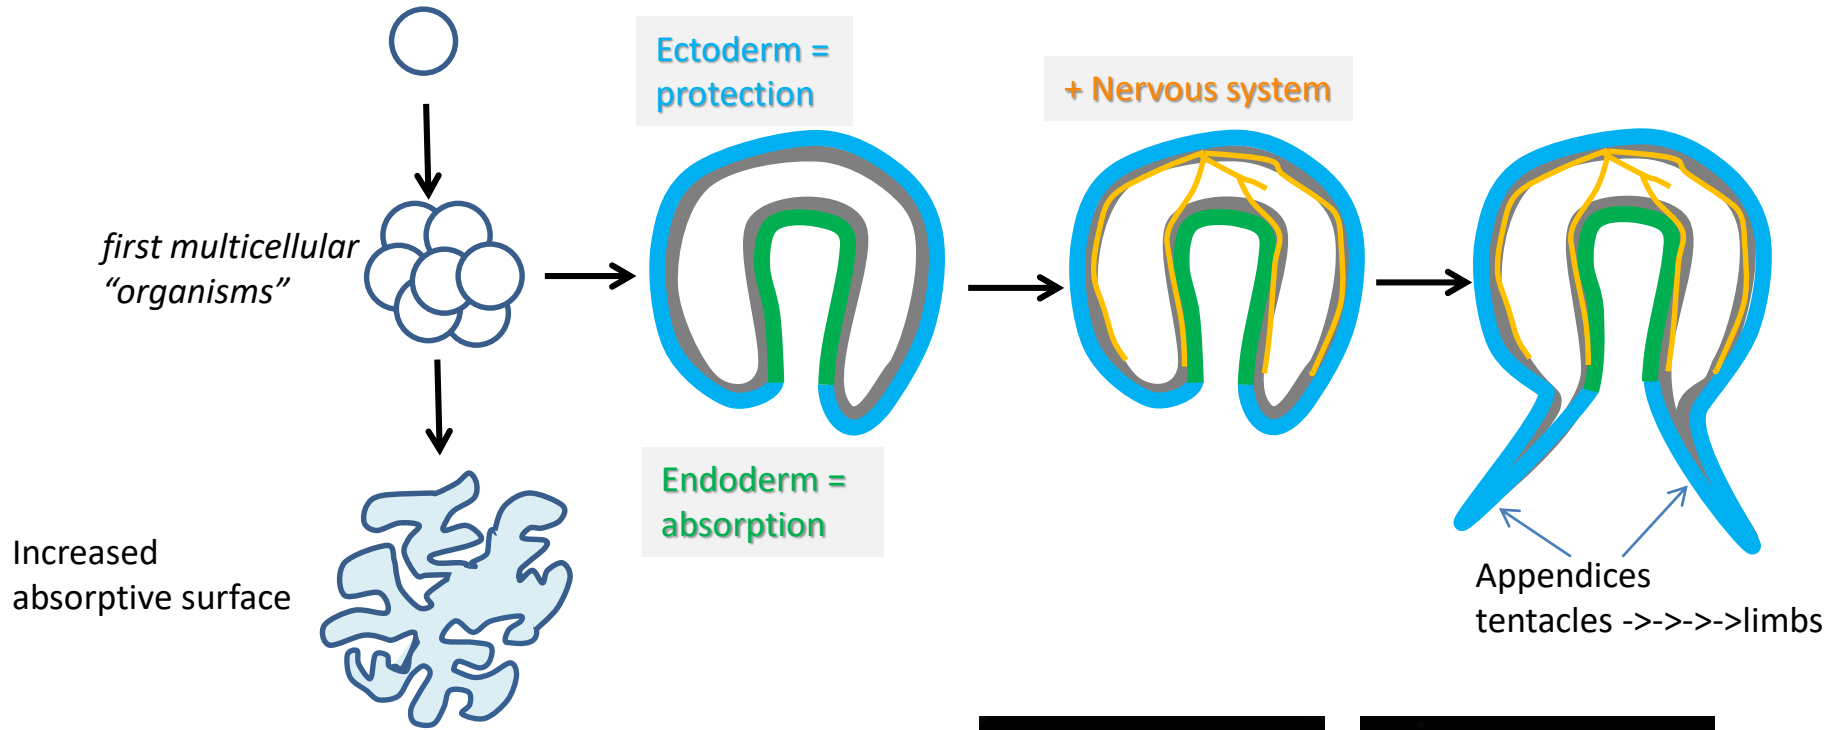 Ectoderm =
protection
+ Nervous system
first multicellular
“organisms”
Endoderm =
absorption
Increased
absorptive surface
Appendices
tentacles ->->->->limbs